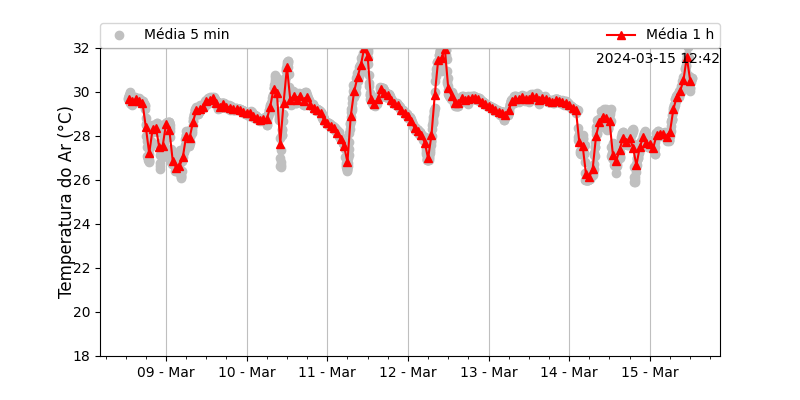 Média 5 min
Média 1 h
2024-03-15 12:42
Temperatura do Ar (°C)
32
30
28
26
24
22
20
18
09 - Mar
10 - Mar
11 - Mar
12 - Mar
13 - Mar
14 - Mar
15 - Mar